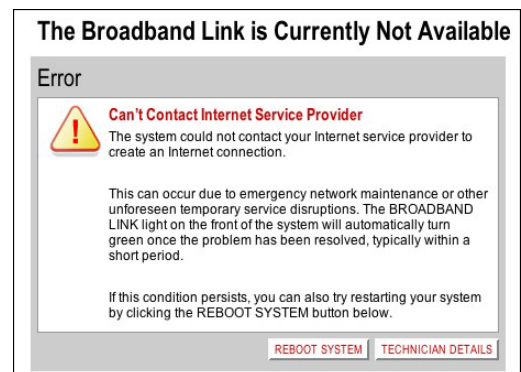 The Broadband Link is Currently Not Available
Error
Can't Contact Internet Service Provider
The system could not contact your Internet service provider to
create an Internet connection.
This can occur due to emergency network maintenance or other
unforeseen temporary service disruptions. The BROADBAND
LINK light on the front of the system will automatically turn
green once the problem has been resolved, typically within a
short period.
If this condition persists, you can also try restarting your system
by clicking the REBOOT SYSTEM button below.
REBOOT SYSTEM TECHNICIAN DETAILS